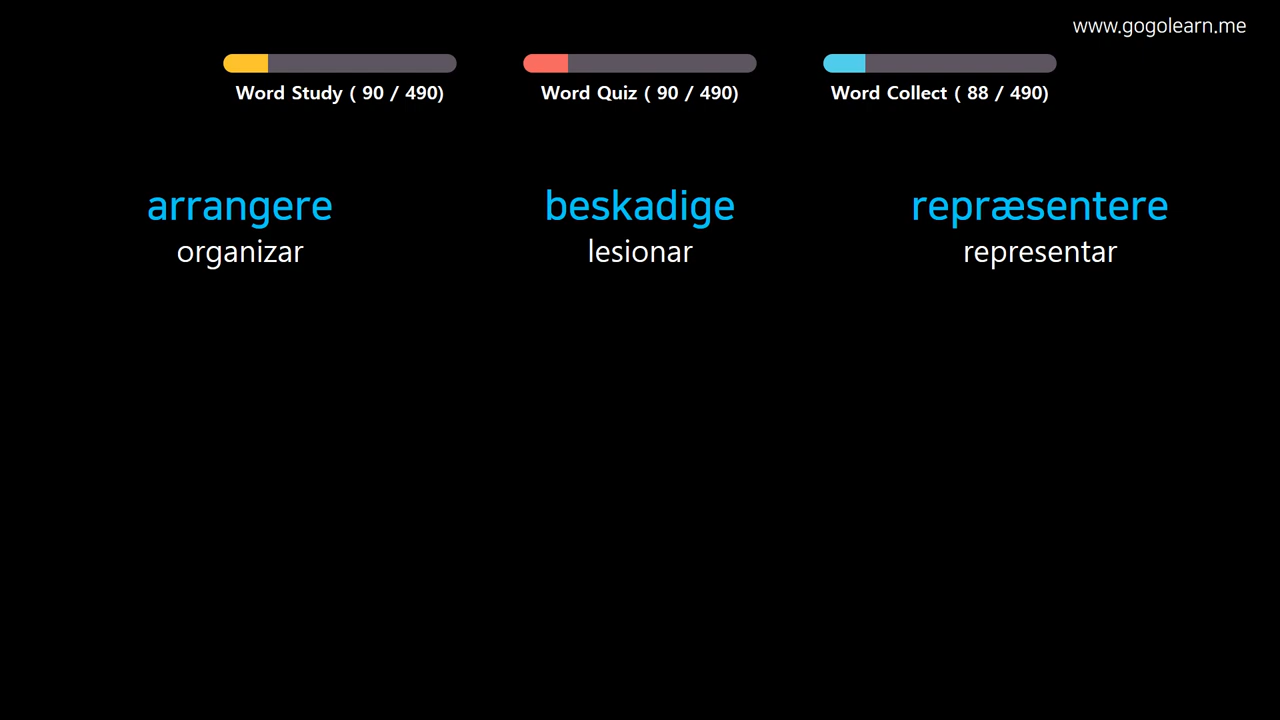 www.gogolearn.me
Word Study ( 90 / 490)
Word Quiz ( 90 / 490)
Word Collect ( 88 / 490)
arrangere
organizar
beskadige
lesionar
repræsentere
representar